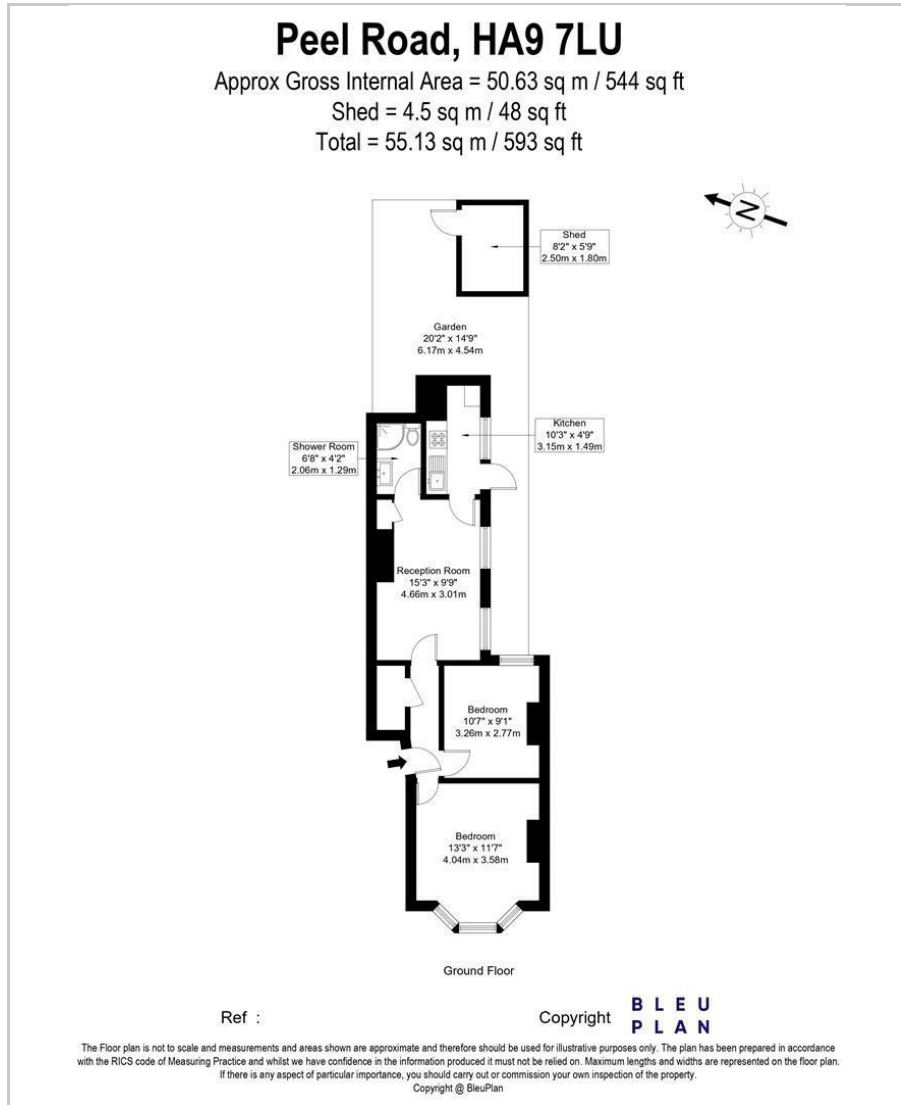 Peel Road, HA9 7LU
Approx Gross Internal Area = 50.63 sq m / 544 sq ft
Shed = 4.5 sq m / 48 sq ft
Total = 55.13 sq m / 593 sq ft
N
Shed
8'2" x 5'9"
2.50m x 1.80m
Garden
20'2" x 14'9"
6.17m x 4.54m
Kitchen
10'3" x 4'9"
3.15m x 1.49m
Shower Room
6'8" x 4'2"
2.06m x 1.29m
Reception Room
15'3" x 9'9"
4.66m x 3.01m
Bedroom
10'7" x 9'1"
3.26m x 2.77m
Bedroom
13'3" x 11'7"
4.04m x 3.58m
Ground Floor
Ref :
Copyright
BLEU
PLAN
The Floor plan is not to scale and measurements and areas shown are approximate and therefore should be used for illustrative purposes only. The plan has been prepared in accordance
with the RICS code of Measuring Practice and whilst we have confidence in the information produced it must not be relied on. Maximum lengths and widths are represented on the floor plan.
If there is any aspect of particular importance, you should carry out or commission your own inspection of the property.
Copyright @ BleuPlan